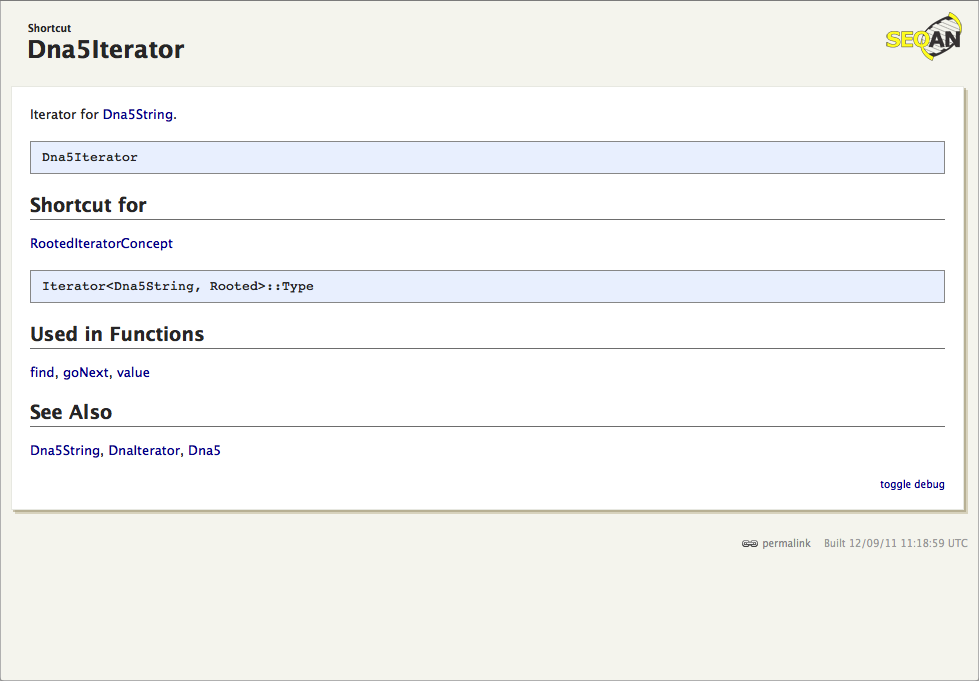 Shortcut
Dna5Iterator
SEQAN
Iterator for Dna5String.
Dna5Iterator
Shortcut for
RootedIteratorConcept
Iterator<Dna5String, Rooted>::Type
Used in Functions
find, goNext, value
See Also
Dna5String, DnaIterator, Dna5
toggle debug
permalink Built 12/09/11 11:18:59 UTC